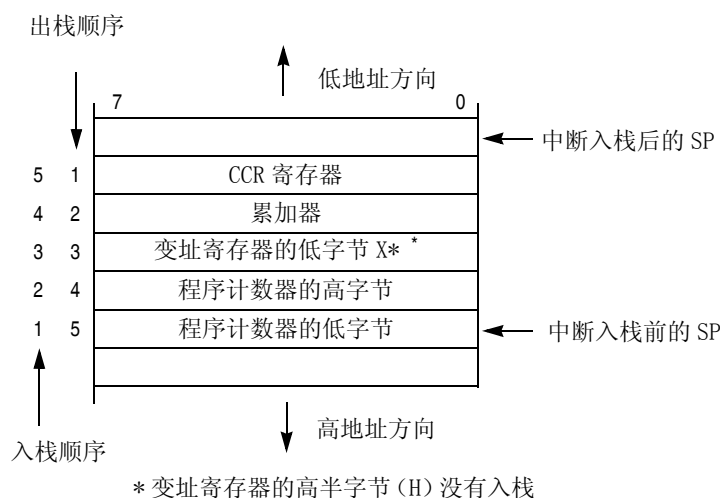 出栈顺序
低地址方向
7 0
中断入栈后的 SP
5 1 CCR 寄存器
4 2 累加器
3 3 变址寄存器的低字节 X* *
2 4 程序计数器的高字节
1 5 程序计数器的低字节
中断入栈前的 SP
入栈顺序
高地址方向
* 变址寄存器的高半字节(H)没有入栈